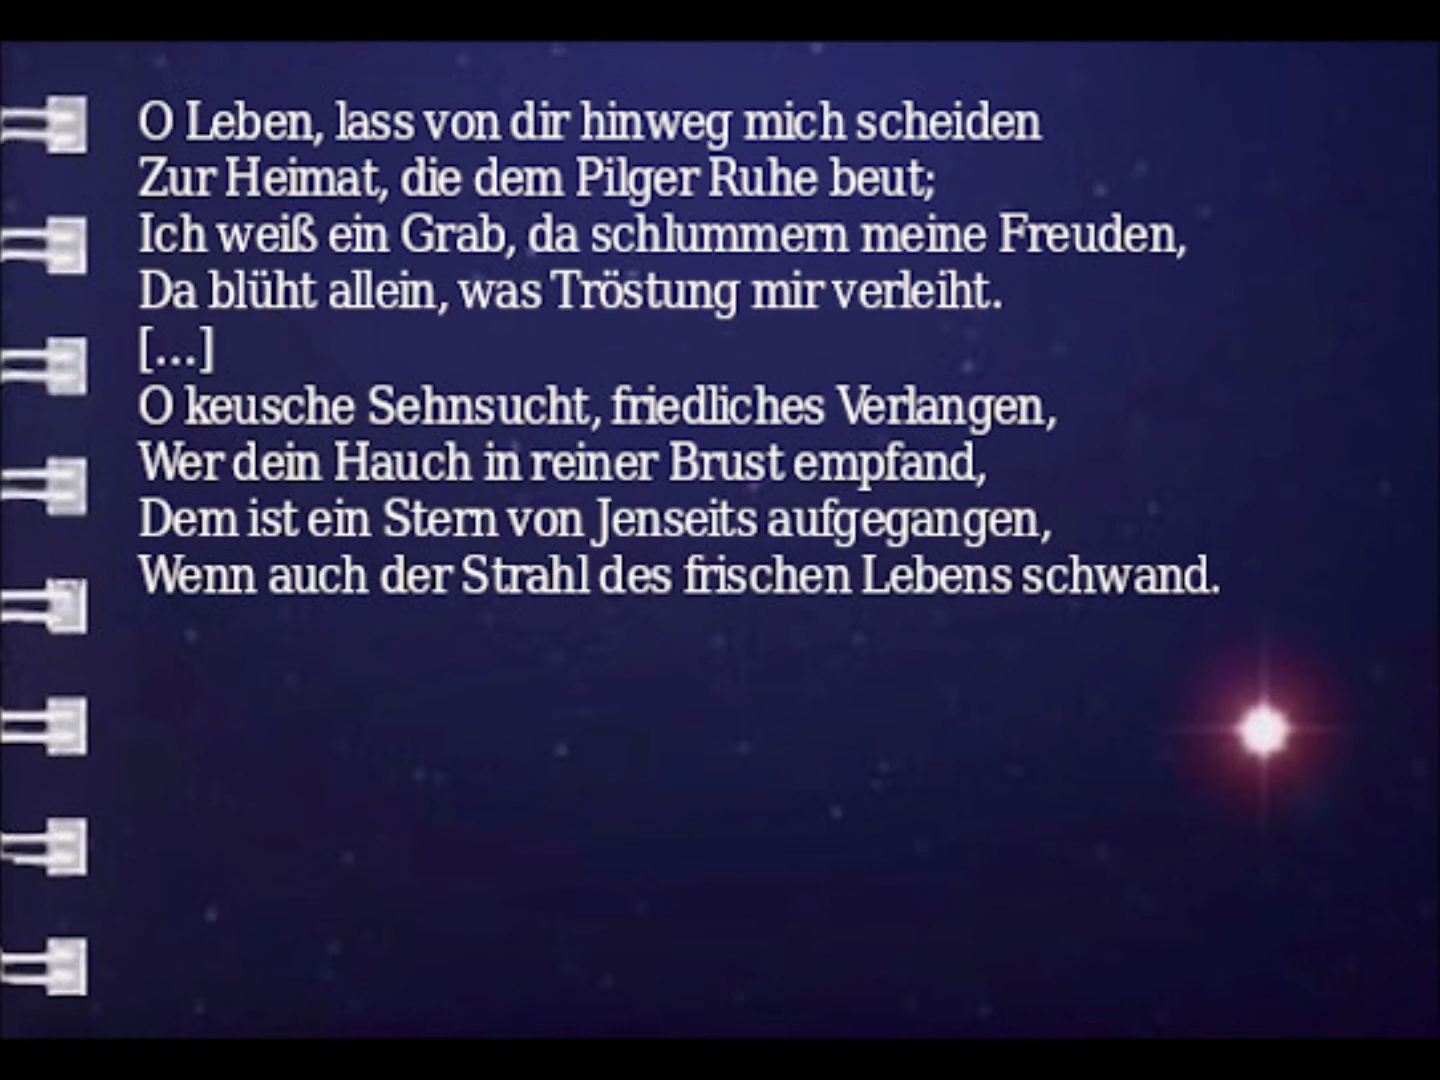 O Leben, lass von dir hinweg mich scheiden
Zur Heimat, die dem Pilger Ruhe beut;
Ich weiß ein Grab, da schlummern meine Freuden,
Da blüht allein, was Tröstung mir verleiht.
[...]
O keusche Sehnsucht, friedliches Verlangen,
Wer dein Hauch in reiner Brust empfand,
Dem ist ein Stern von Jenseits aufgegangen,
Wenn auch der Strahl des frischen Lebens schwand.